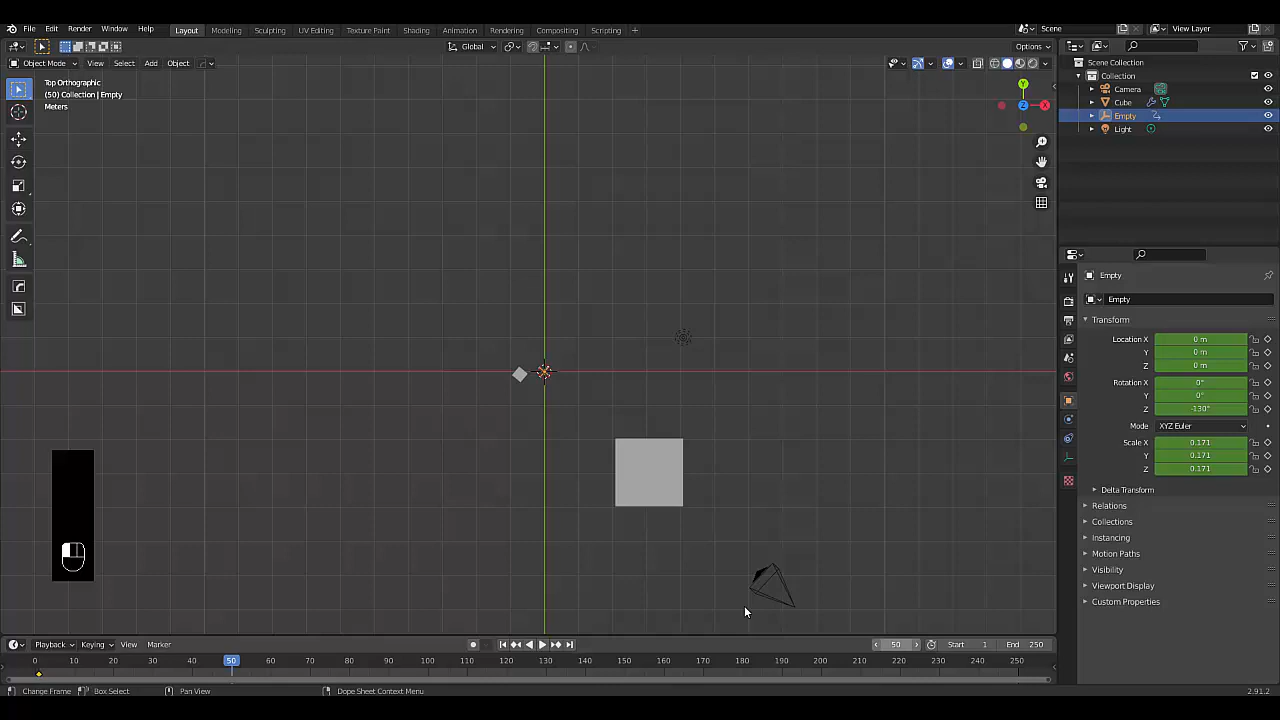 File Edit Render Window Help Layout Modeling Sculpting UV Editing Texture Paint Shading Animation Rendering Compositing Scripting + Scene View Layer
Global Options
Object Mode View Select Add Object
Top Orthographic
(50) Collection | Empty
Meters
Y
Z X
Scene Collection
Collection
Camera
Cube
Empty
Light
Empty
Empty
Transform
Location X 0 m
Y 0 m
Z 0 m
Rotation X 0°
Y 0°
Z -130°
Mode XYZ Euler
Scale X 0.171
Y 0.171
Z 0.171
Delta Transform
Relations
Collections
Instancing
Motion Paths
Visibility
Viewport Display
Custom Properties
Playback Keying View Marker 50 Start 1 End 250
0 10 20 30 40 50 60 70 80 90 100 110 120 130 140 150 160 170 180 190 200 210 220 230 240 250
Change Frame Box Select Pan View Dope Sheet Context Menu 2.91.2